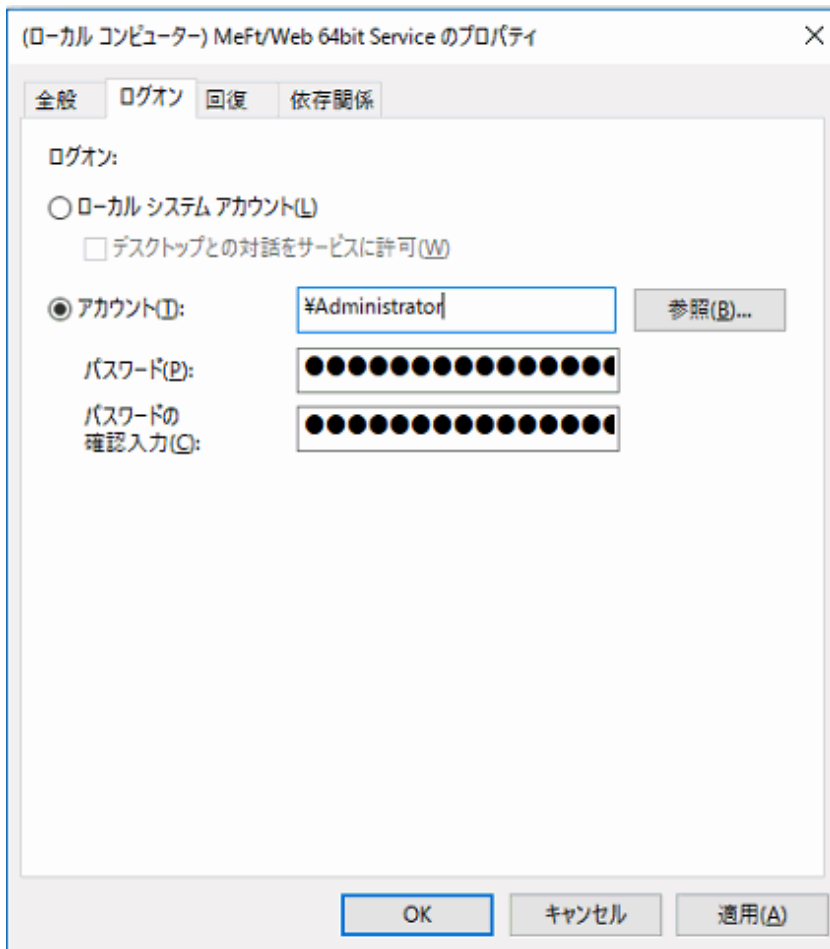 (ローカル コンピューター) MeFt/Web 64bit Service のプロパティ
全般 ログオン 回復 依存関係
ログオン:
ローカル システム アカウント(L)
デスクトップとの対話をサービスに許可(W)
アカウント(T): ¥Administrator 参照(B)...
パスワード(P): ●●●●●●●●●●●●●●●
パスワードの
確認入力(C): ●●●●●●●●●●●●●●●
OK キャンセル 適用(A)